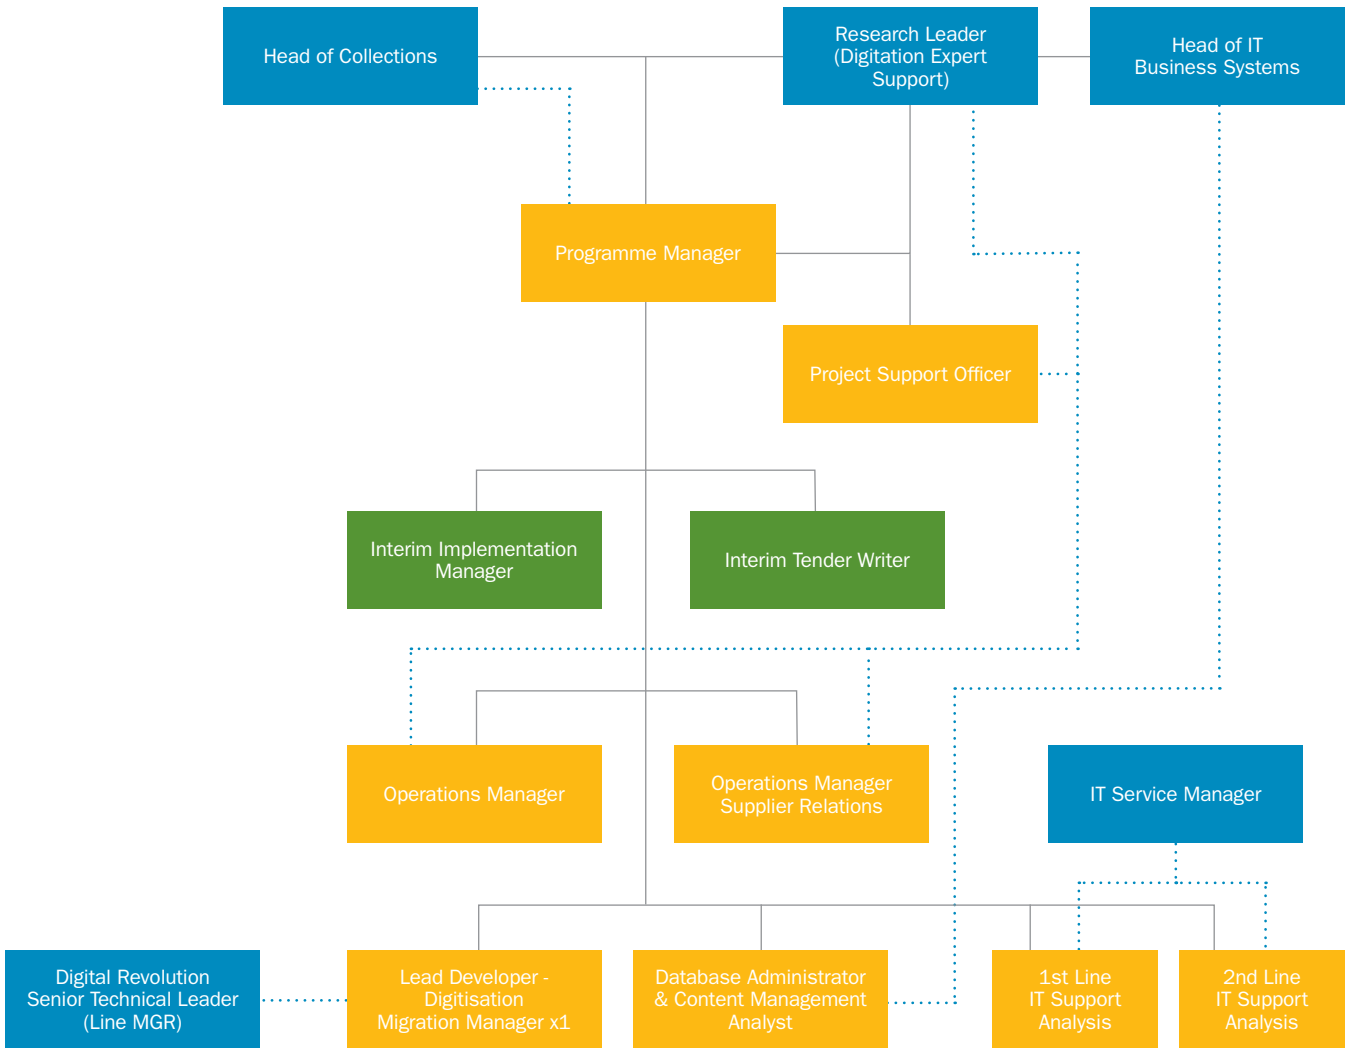 Head of Collections
Research Leader
(Digitation Expert
Support)
Head of IT
Business Systems
Programme Manager
Project Support Officer
Interim Implementation
Manager
Interim Tender Writer
Operations Manager
Operations Manager
Supplier Relations
IT Service Manager
Digital Revolution
Senior Technical Leader
(Line MGR)
Lead Developer -
Digitisation
Migration Manager x1
Database Administrator
& Content Management
Analyst
1st Line
IT Support
Analysis
2nd Line
IT Support
Analysis